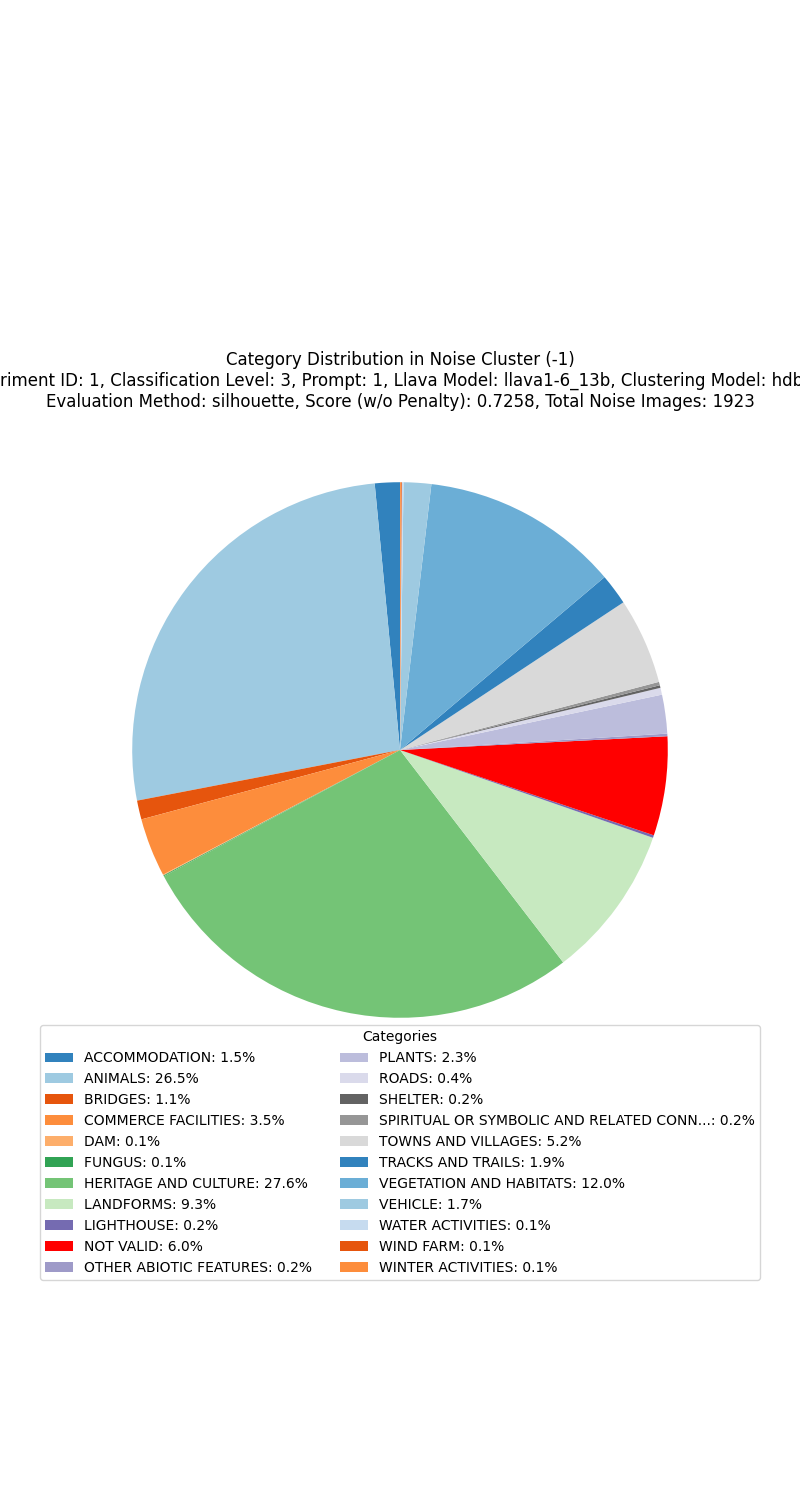 Category Distribution in Noise Cluster (-1)
riment ID: 1, Classification Level: 3, Prompt: 1, Llava Model: llava1-6_13b, Clustering Model: hdb
Evaluation Method: silhouette, Score (w/o Penalty): 0.7258, Total Noise Images: 1923
Categories
ACCOMMODATION: 1.5%
ANIMALS: 26.5%
BRIDGES: 1.1%
COMMERCE FACILITIES: 3.5%
DAM: 0.1%
FUNGUS: 0.1%
HERITAGE AND CULTURE: 27.6%
LANDFORMS: 9.3%
LIGHTHOUSE: 0.2%
NOT VALID: 6.0%
OTHER ABIOTIC FEATURES: 0.2%
PLANTS: 2.3%
ROADS: 0.4%
SHELTER: 0.2%
SPIRITUAL OR SYMBOLIC AND RELATED CONN...: 0.2%
TOWNS AND VILLAGES: 5.2%
TRACKS AND TRAILS: 1.9%
VEGETATION AND HABITATS: 12.0%
VEHICLE: 1.7%
WATER ACTIVITIES: 0.1%
WIND FARM: 0.1%
WINTER ACTIVITIES: 0.1%